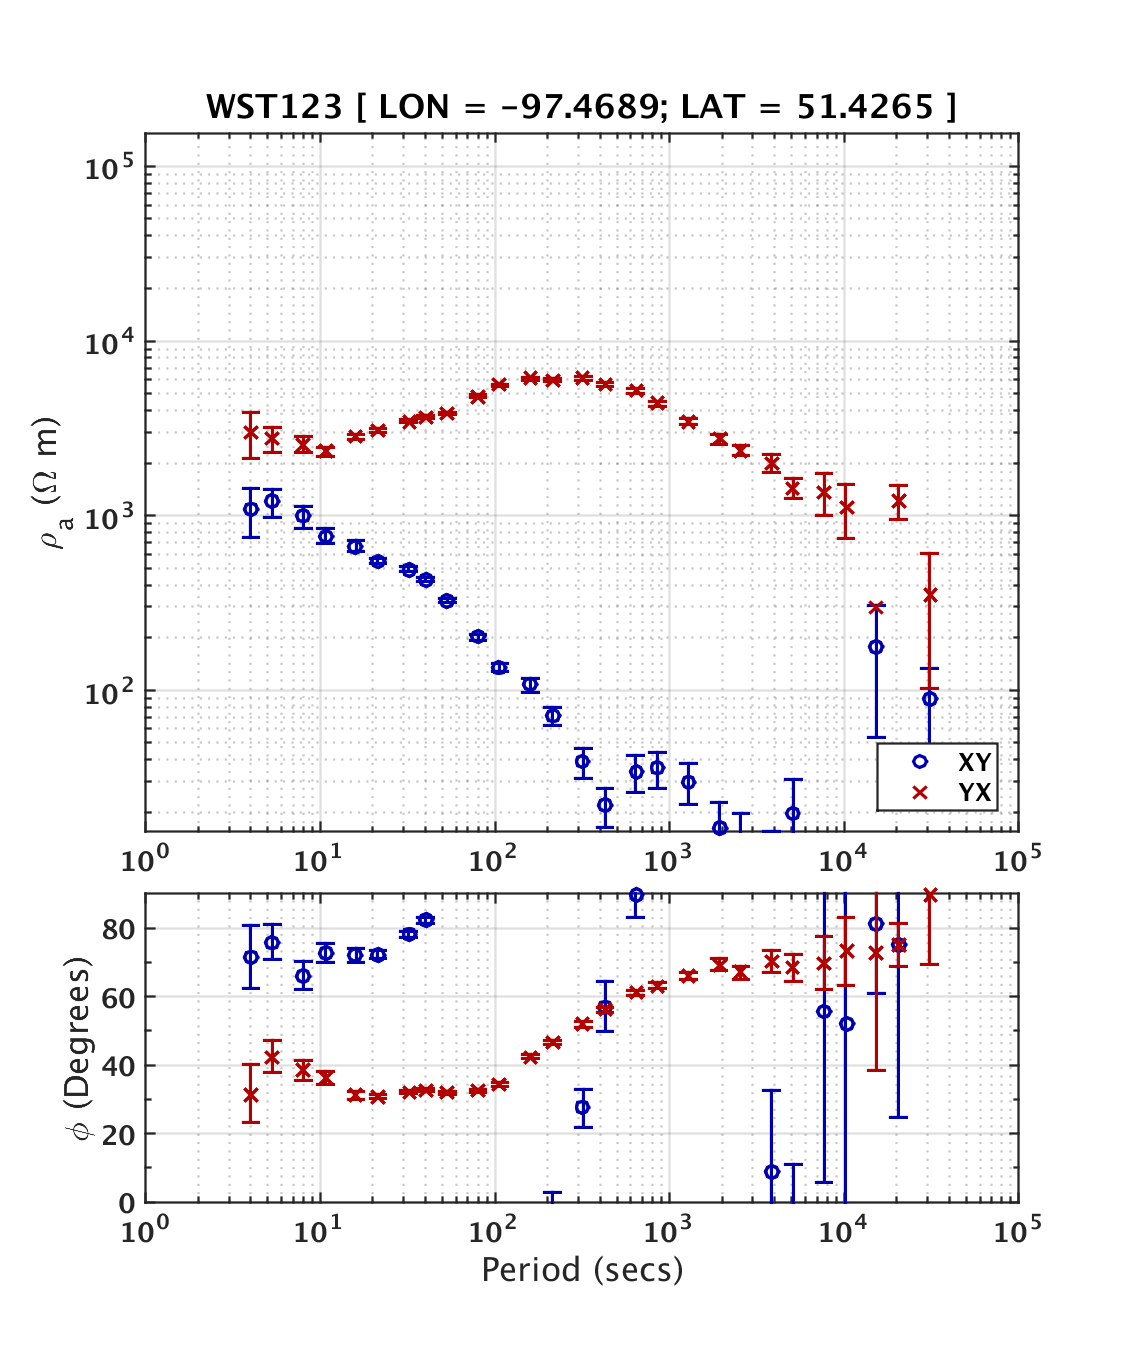 WST123 [ LON = −97.4689; LAT = 51.4265 ]
10^5
10^4
10^3
10^2
ρ_a (Ω m)
XY
YX
10^0 10^1 10^2 10^3 10^4 10^5
80
60
40
20
0
ϕ (Degrees)
10^0 10^1 10^2 10^3 10^4 10^5
Period (secs)